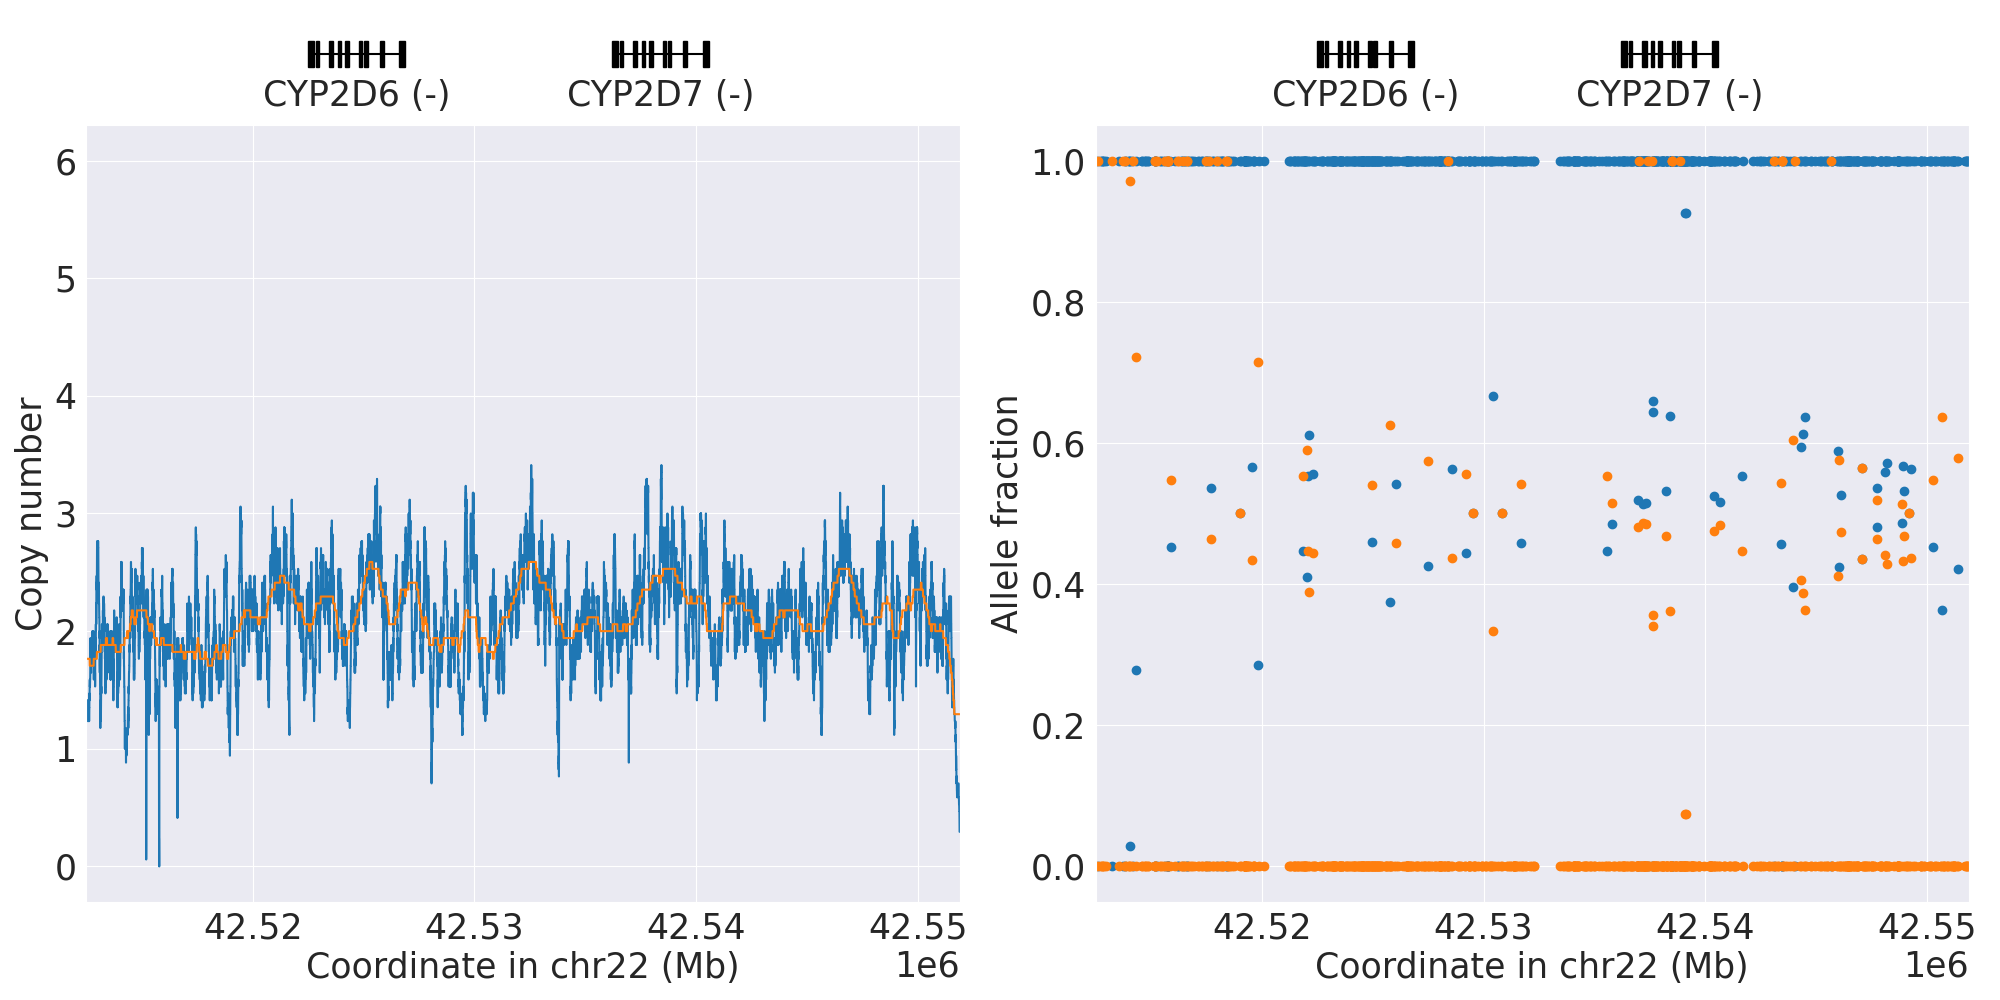 CYP2D6 (-) CYP2D7 (-)
6
5
4
3
2
1
0
Copy number
42.52 42.53 42.54 42.55
Coordinate in chr22 (Mb) 1e6
CYP2D6 (-) CYP2D7 (-)
1.0
0.8
0.6
0.4
0.2
0.0
Allele fraction
42.52 42.53 42.54 42.55
Coordinate in chr22 (Mb) 1e6